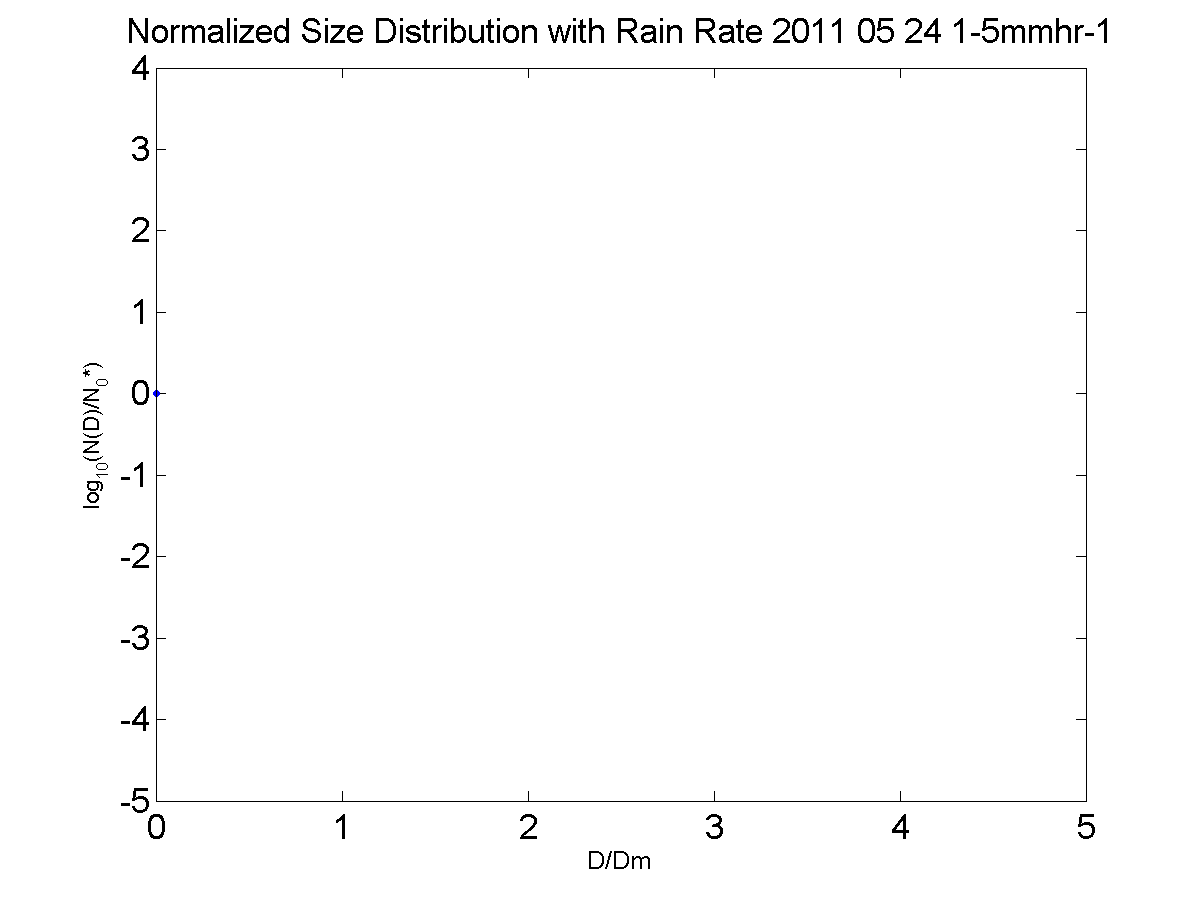 Normalized Size Distribution with Rain Rate 2011 05 24 1-5mmhr-1
4
3
2
1
0
-1
-2
-3
-4
-5
log10(N(D)/N0*)
0 1 2 3 4 5
D/Dm